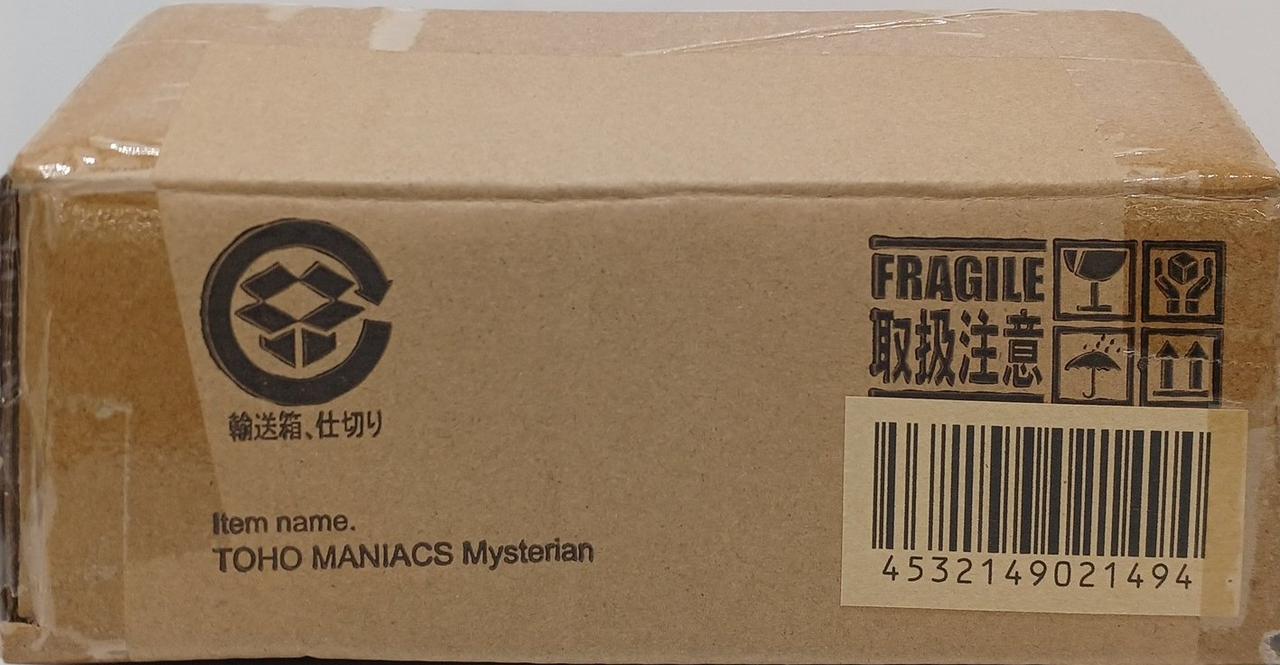 輸送箱、仕切り
Item name.
TOHO MANIACS Mysterian
FRAGILE
取扱注意
4532149021494